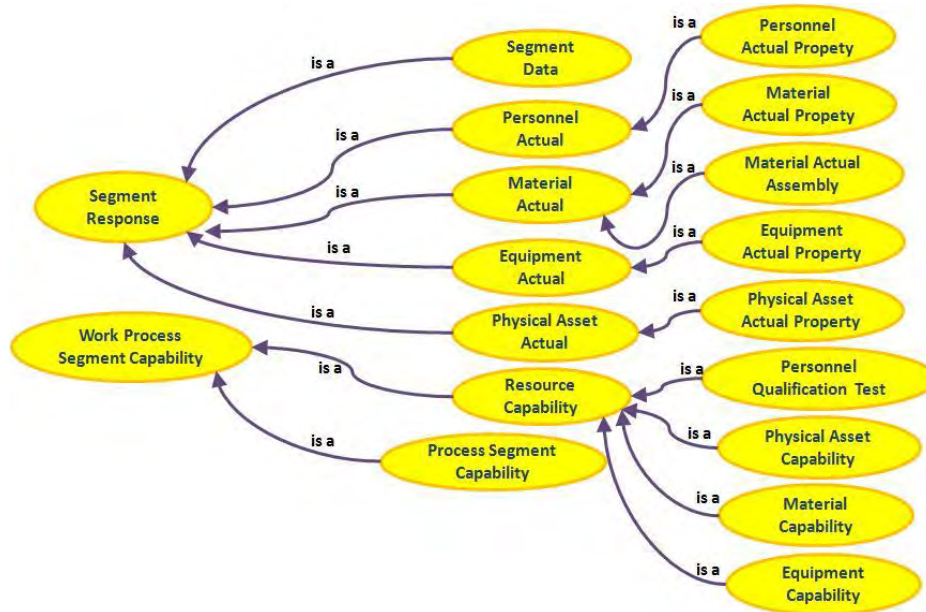 Personnel
Actual Propety
is a
Segment
Data
is a
Material
Actual Propety
is a
Personnel
Actual
is a
Material Actual
Assembly
is a
Segment
Response
is a
Material
Actual
is a
Equipment
Actual Property
is a
Equipment
Actual
is a
Physical Asset
Actual Property
is a
Physical Asset
Actual
is a
Work Process
Segment Capability
is a
Resource
Capability
is a
Personnel
Qualification Test
is a
Physical Asset
Capability
is a
Process Segment
Capability
is a
Material
Capability
is a
Equipment
Capability
is a